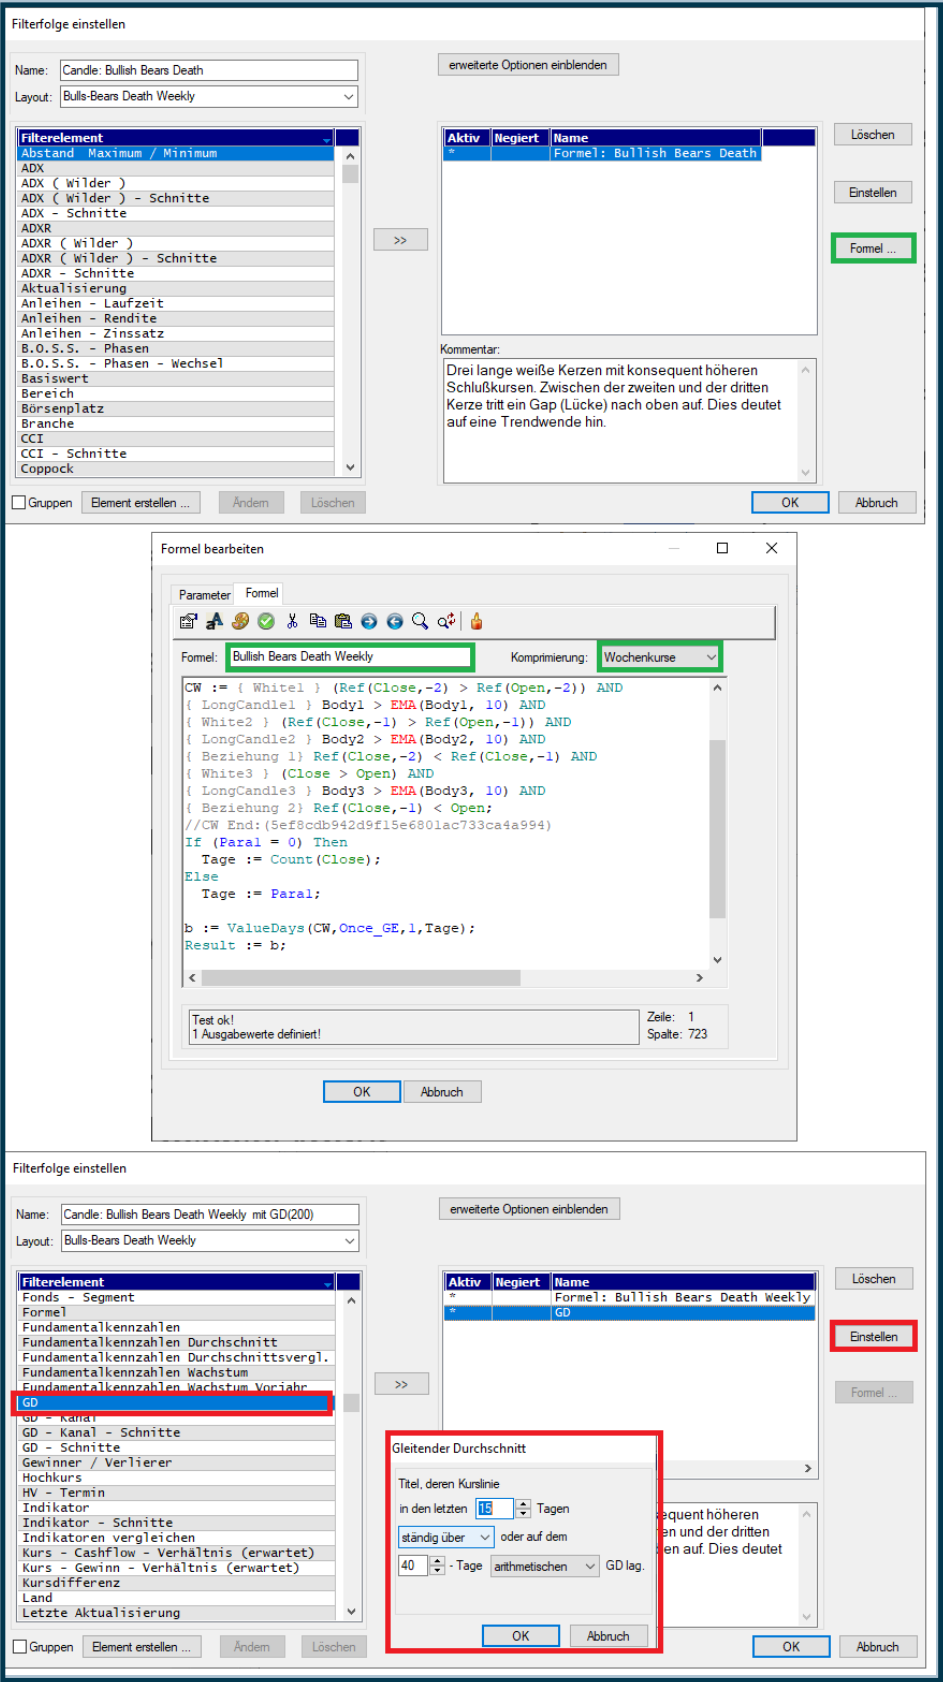 Filterfolge einstellen
Name: Candle: Bullish Bears Death
Layout: Bulls-Bears Death Weekly
erweiterte Optionen einblenden
Filterelement
Abstand Maximum / Minimum
ADX
ADX ( Wilder )
ADX ( Wilder ) - Schnitte
ADX - Schnitte
ADXR
ADXR ( Wilder )
ADXR ( Wilder ) - Schnitte
ADXR - Schnitte
Aktualisierung
Anleihen - Laufzeit
Anleihen - Rendite
Anleihen - Zinssatz
B.O.S.S. - Phasen
B.O.S.S. - Phasen - Wechsel
Basiswert
Bereich
Börsenplatz
Branche
CCI
CCI - Schnitte
Coppock
>>
Aktiv Negiert Name
* Formel: Bullish Bears Death
Löschen
Einstellen
Formel ...
Kommentar:
Drei lange weiße Kerzen mit konsequent höheren
Schlußkursen. Zwischen der zweiten und der dritten
Kerze tritt ein Gap (Lücke) nach oben auf. Dies deutet
auf eine Trendwende hin.
Gruppen Element erstellen ... Ändern Löschen
OK Abbruch
Formel bearbeiten
Parameter Formel
Formel: Bullish Bears Death Weekly Komprimierung: Wochenkurse
CW := { White1 } (Ref(Close,-2) > Ref(Open,-2)) AND
{ LongCandle1 } Body1 > EMA(Body1, 10) AND
{ White2 } (Ref(Close,-1) > Ref(Open,-1)) AND
{ LongCandle2 } Body2 > EMA(Body2, 10) AND
{ Beziehung 1} Ref(Close,-2) < Ref(Close,-1) AND
{ White3 } (Close > Open) AND
{ LongCandle3 } Body3 > EMA(Body3, 10) AND
{ Beziehung 2} Ref(Close,-1) < Open;
//CW End:(5ef8cdb942d9f15e6801ac733ca4a994)
If (Para1 = 0) Then
Tage := Count(Close);
Else
Tage := Para1;
b := ValueDays(CW,Once_GE,1,Tage);
Result := b;
Test ok!
1 Ausgabewerte definiert!
Zeile: 1
Spalte: 723
OK Abbruch
Filterfolge einstellen
Name: Candle: Bullish Bears Death Weekly mit GD(200)
Layout: Bulls-Bears Death Weekly
erweiterte Optionen einblenden
Filterelement
Fonds - Segment
Formel
Fundamentalkennzahlen
Fundamentalkennzahlen Durchschnitt
Fundamentalkennzahlen Durchschnittsvergl.
Fundamentalkennzahlen Wachstum
Fundamentalkennzahlen Wachstum Vorjahr
GD
GD - Kanal
GD - Kanal - Schnitte
GD - Schnitte
Gewinner / Verlierer
Hochkurs
HV - Termin
Indikator
Indikator - Schnitte
Indikatoren vergleichen
Kurs - Cashflow - Verhältnis (erwartet)
Kurs - Gewinn - Verhältnis (erwartet)
Kursdifferenz
Land
Letzte Aktualisierung
>>
Aktiv Negiert Name
* Formel: Bullish Bears Death Weekly
* GD
Löschen
Einstellen
Formel ...
Gleitender Durchschnitt
Titel, deren Kurslinie
in den letzten 15 Tagen
ständig über oder auf dem
40 - Tage arithmetischen GD lag.
OK Abbruch
sequent höheren
en und der dritten
en auf. Dies deutet
Gruppen Element erstellen ... Ändern Löschen
OK Abbruch